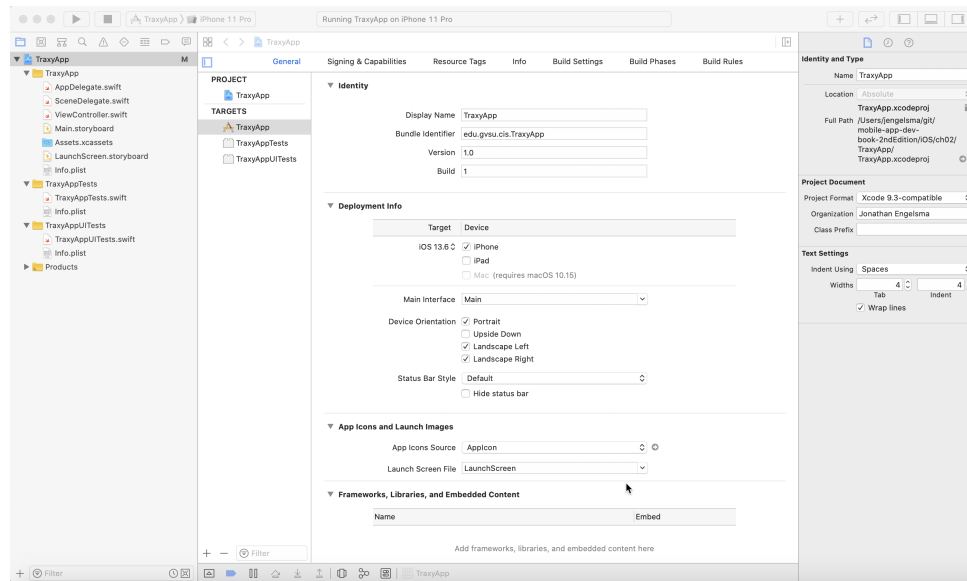 TraxyApp
iPhone 11 Pro
Running TraxyApp on iPhone 11 Pro
TraxyApp
M
TraxyApp
AppDelegate.swift
SceneDelegate.swift
ViewController.swift
Main.storyboard
Assets.xcassets
LaunchScreen.storyboard
Info.plist
TraxyAppTests
TraxyAppTests.swift
Info.plist
TraxyAppUITests
TraxyAppUITests.swift
Info.plist
Products
Filter
TraxyApp
General
Signing & Capabilities
Resource Tags
Info
Build Settings
Build Phases
Build Rules
PROJECT
TraxyApp
TARGETS
TraxyApp
TraxyAppTests
TraxyAppUITests
Filter
Identity
Display Name TraxyApp
Bundle Identifier edu.gvsu.cis.TraxyApp
Version 1.0
Build 1
Deployment Info
Target Device
iOS 13.6 iPhone
iPad
Mac (requires macOS 10.15)
Main Interface Main
Device Orientation Portrait
Upside Down
Landscape Left
Landscape Right
Status Bar Style Default
Hide status bar
App Icons and Launch Images
App Icons Source AppIcon
Launch Screen File LaunchScreen
Frameworks, Libraries, and Embedded Content
Name Embed
Add frameworks, libraries, and embedded content here
TraxyApp
Identity and Type
Name TraxyApp
Location Absolute
TraxyApp.xcodeproj
Full Path /Users/jengelsma/git/
mobile-app-dev-
book-2ndEdition/iOS/ch02/
TraxyApp/
TraxyApp.xcodeproj
Project Document
Project Format Xcode 9.3-compatible
Organization Jonathan Engelsma
Class Prefix
Text Settings
Indent Using Spaces
Widths 4 4
Tab Indent
Wrap lines